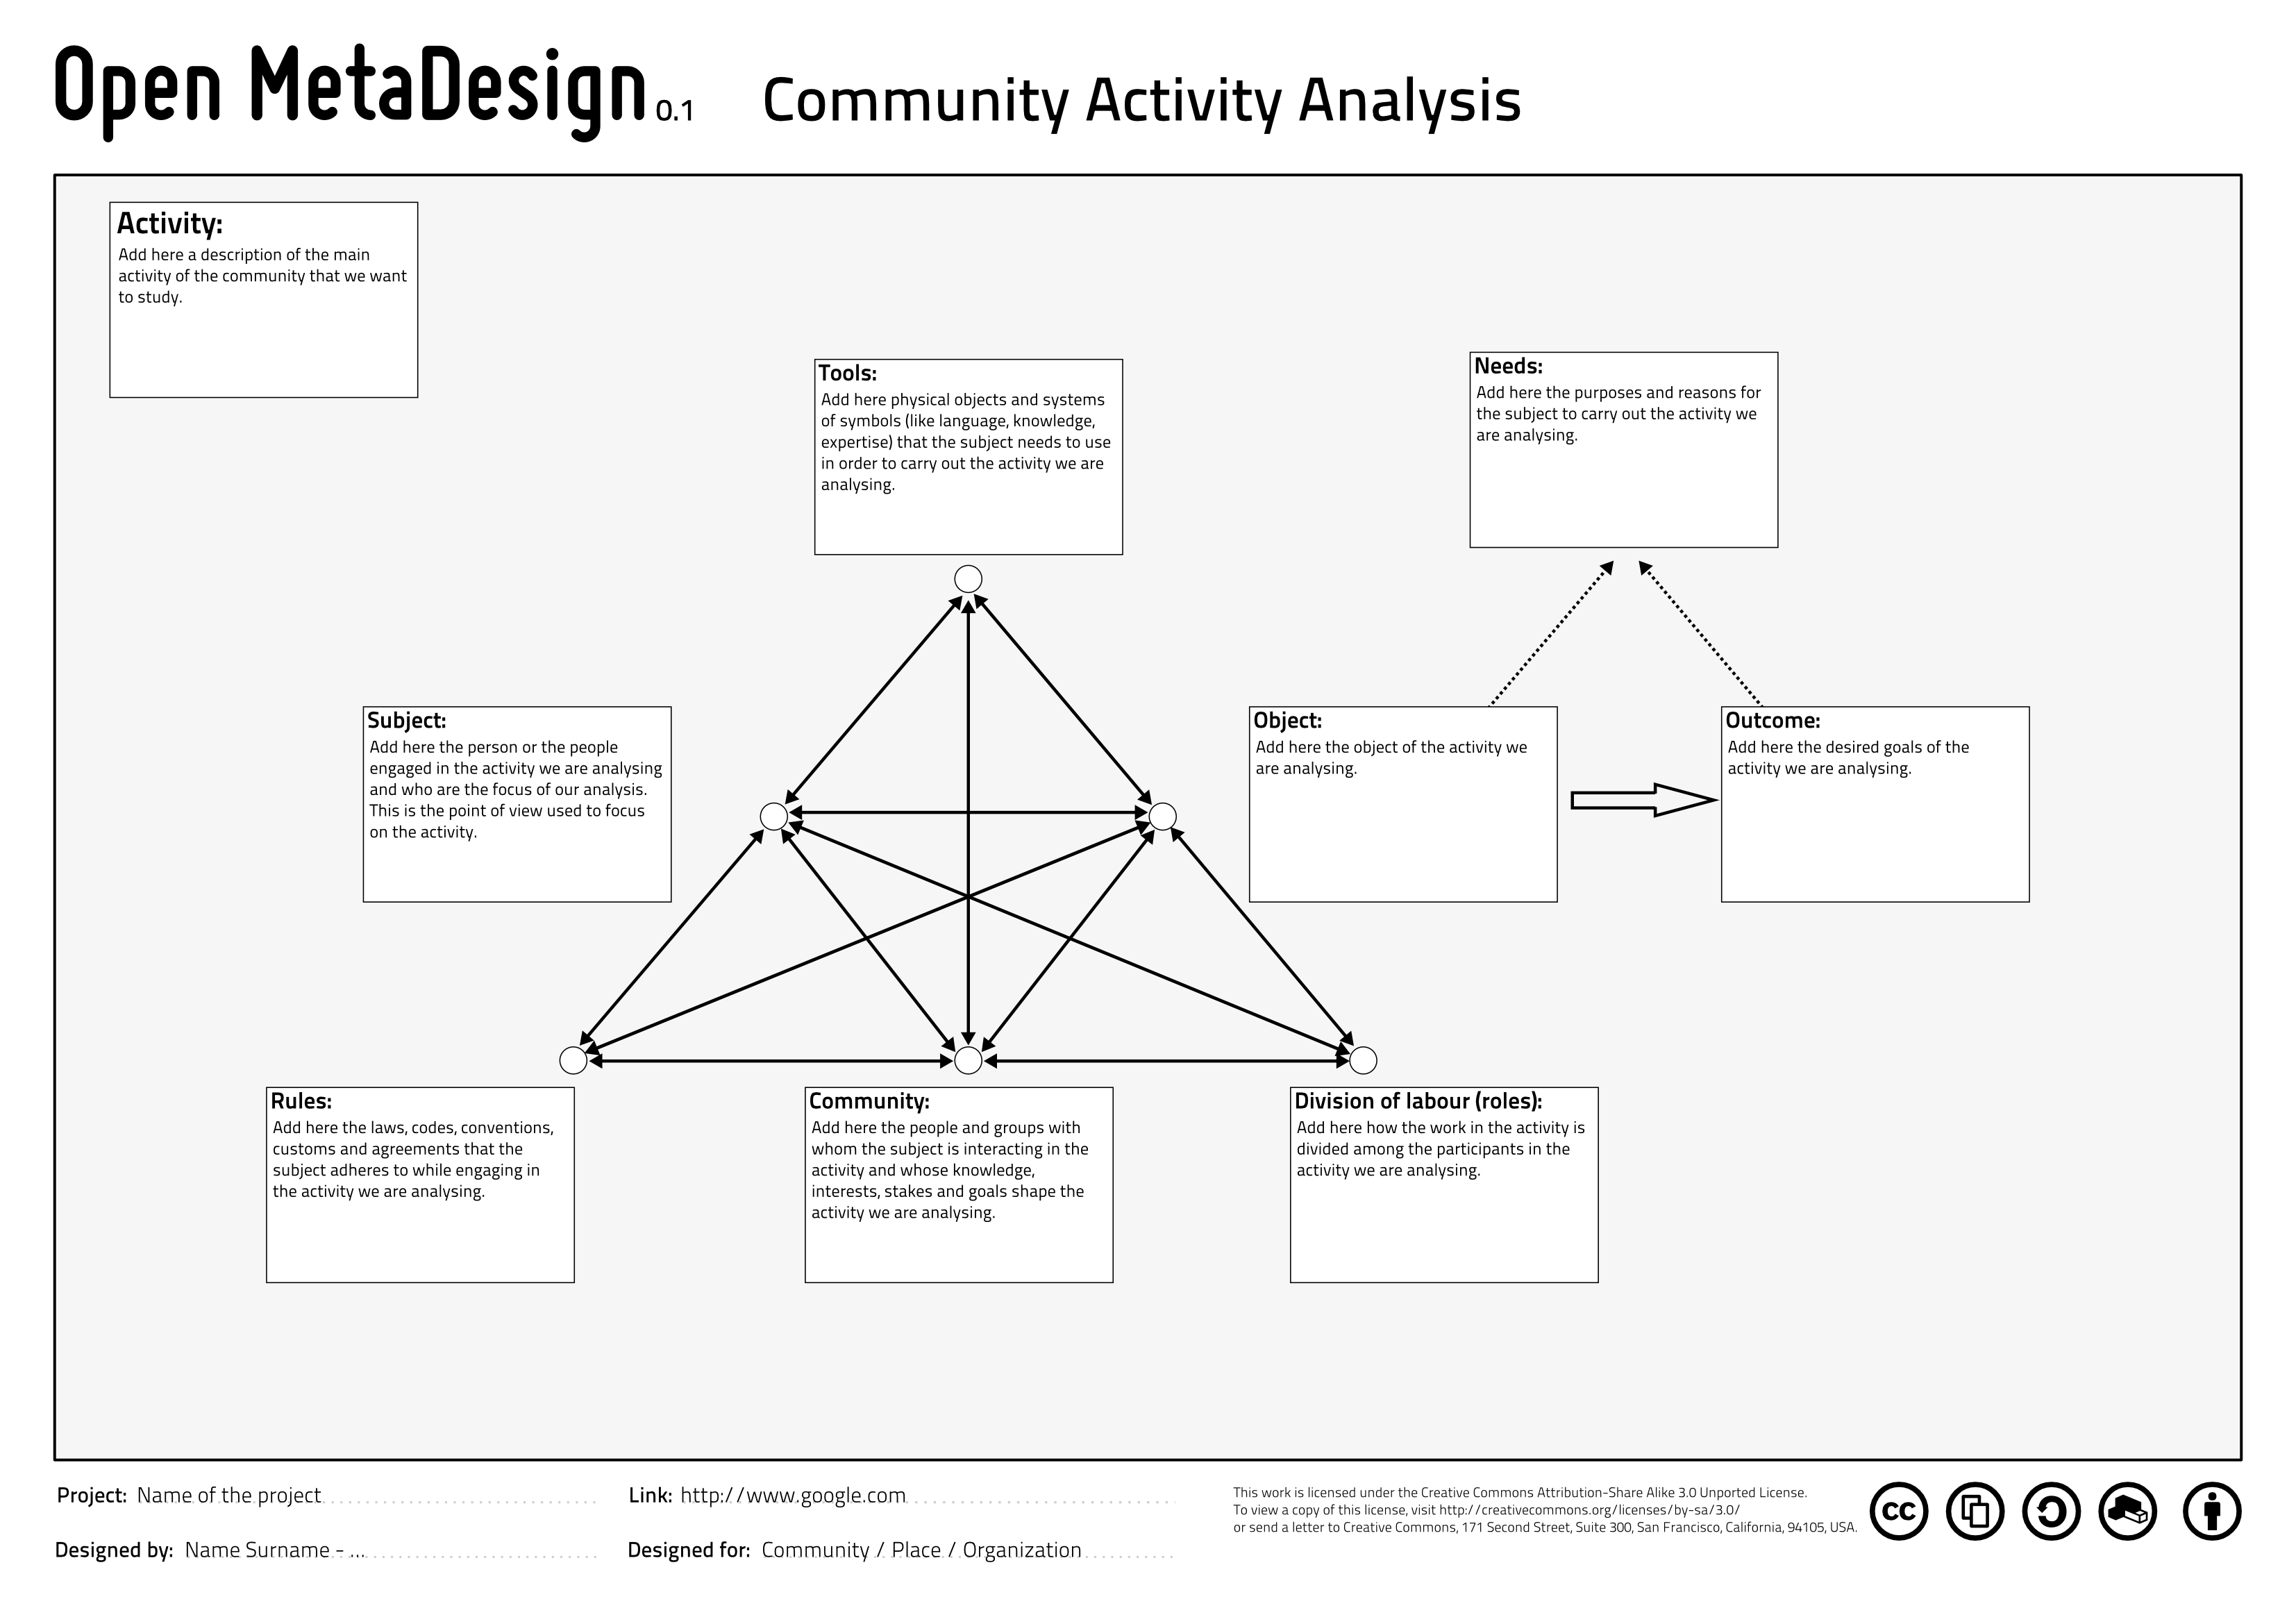 Open MetaDesign 0.1 Community Activity Analysis
Activity:
Add here a description of the main
activity of the community that we want
to study.
Tools:
Add here physical objects and systems
of symbols (like language, knowledge,
expertise) that the subject needs to use
in order to carry out the activity we are
analysing.
Needs:
Add here the purposes and reasons for
the subject to carry out the activity we
are analysing.
Subject:
Add here the person or the people
engaged in the activity we are analysing
and who are the focus of our analysis.
This is the point of view used to focus
on the activity.
Object:
Add here the object of the activity we
are analysing.
Outcome:
Add here the desired goals of the
activity we are analysing.
Rules:
Add here the laws, codes, conventions,
customs and agreements that the
subject adheres to while engaging in
the activity we are analysing.
Community:
Add here the people and groups with
whom the subject is interacting in the
activity and whose knowledge,
interests, stakes and goals shape the
activity we are analysing.
Division of labour (roles):
Add here how the work in the activity is
divided among the participants in the
activity we are analysing.
Project: Name of the project
Link: http://www.google.com
Designed by: Name Surname - ...
Designed for: Community / Place / Organization
This work is licensed under the Creative Commons Attribution-Share Alike 3.0 Unported License.
To view a copy of this license, visit http://creativecommons.org/licenses/by-sa/3.0/
or send a letter to Creative Commons, 171 Second Street, Suite 300, San Francisco, California, 94105, USA.
cc